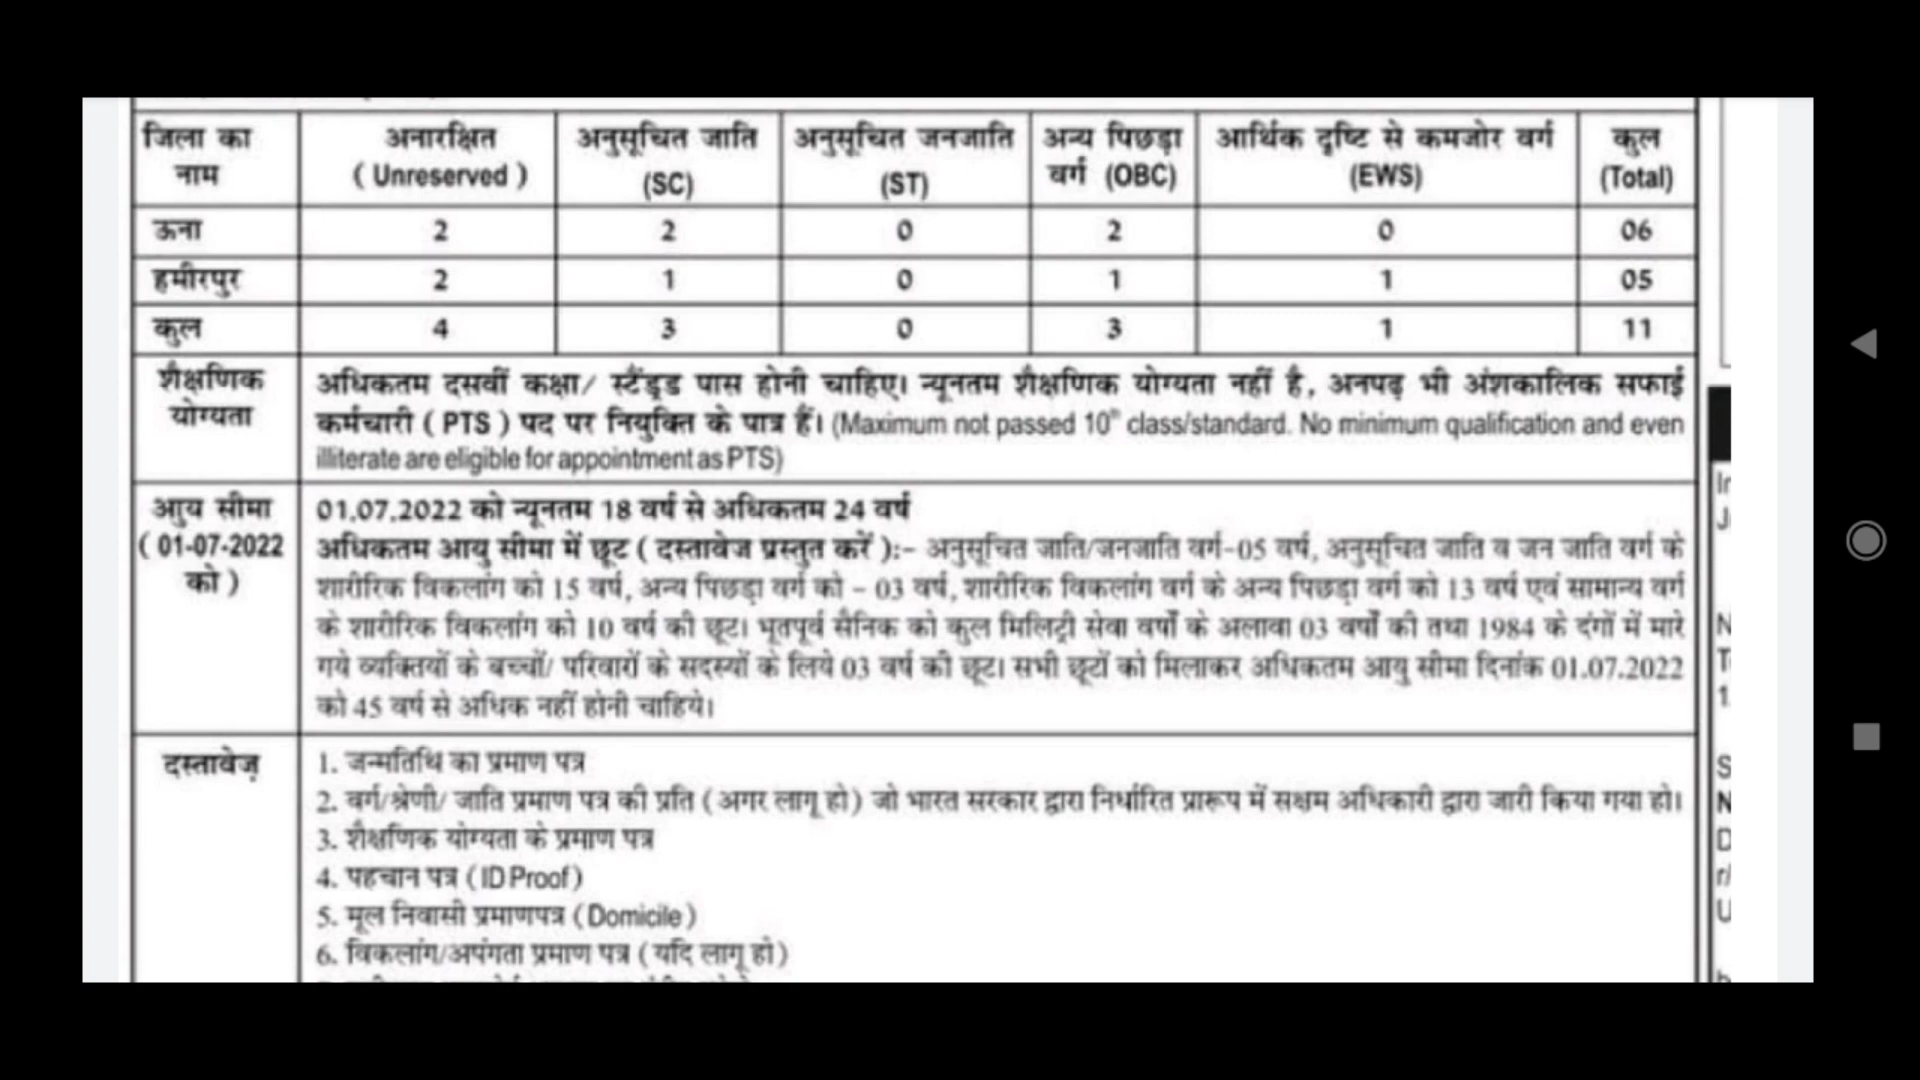 जिला का नाम
अनारक्षित ( Unreserved )
अनुसूचित जाति (SC)
अनुसूचित जनजाति (ST)
अन्य पिछड़ा वर्ग (OBC)
आर्थिक दृष्टि से कमजोर वर्ग (EWS)
कुल (Total)
ऊना 2 2 0 2 0 06
हमीरपुर 2 1 0 1 1 05
कुल 4 3 0 3 1 11
शैक्षणिक योग्यता
अधिकतम दसवीं कक्षा/ स्टैंड्रड पास होनी चाहिए। न्यूनतम शैक्षणिक योग्यता नहीं है, अनपढ़ भी अंशकालिक सफाई
कर्मचारी ( PTS ) पद पर नियुक्ति के पात्र हैं। (Maximum not passed 10th class/standard. No minimum qualification and even
illiterate are eligible for appointment as PTS)
आुय सीमा
( 01-07-2022
को )
01.07.2022 को न्यूनतम 18 वर्ष से अधिकतम 24 वर्ष
अधिकतम आयु सीमा में छूट ( दस्तावेज प्रस्तुत करें ):- अनुसूचित जाति/जनजाति वर्ग-05 वर्ष, अनुसूचित जाति व जन जाति वर्ग के
शारीरिक विकलांग को 15 वर्ष, अन्य पिछड़ा वर्ग को - 03 वर्ष, शारीरिक विकलांग वर्ग के अन्य पिछड़ा वर्ग को 13 वर्ष एवं सामान्य वर्ग
के शारीरिक विकलांग को 10 वर्ष की छूट। भूतपूर्व सैनिक को कुल मिलिट्री सेवा वर्षों के अलावा 03 वर्षों की तथा 1984 के दंगों में मारे
गये व्यक्तियों के बच्चों/ परिवारों के सदस्यों के लिये 03 वर्ष की छूट। सभी छूटों को मिलाकर अधिकतम आयु सीमा दिनांक 01.07.2022
को 45 वर्ष से अधिक नहीं होनी चाहिये।
दस्तावेज़
1. जन्मतिथि का प्रमाण पत्र
2. वर्ग/श्रेणी/ जाति प्रमाण पत्र की प्रति (अगर लागू हो) जो भारत सरकार द्वारा निर्धारित प्रारूप में सक्षम अधिकारी द्वारा जारी किया गया हो।
3. शैक्षणिक योग्यता के प्रमाण पत्र
4. पहचान पत्र (ID Proof)
5. मूल निवासी प्रमाणपत्र (Domicile)
6. विकलांग/अपंगता प्रमाण पत्र ( यदि लागू हो)